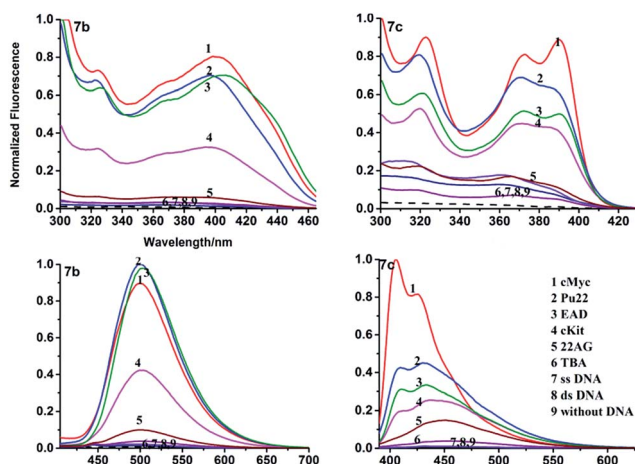 7b
7c
Normalized Fluorescence
1.0
0.8
0.6
0.4
0.2
0.0
300 320 340 360 380 400 420 440 460
Wavelength/nm
1
2
3
4
5
6,7,8,9
1.0
0.8
0.6
0.4
0.2
0.0
300 320 340 360 380 400 420
1
2
3
4
5
6,7,8,9
7b
1.0
0.8
0.6
0.4
0.2
0.0
450 500 550 600 650 700
2
3
1
4
5
6,7,8,9
7c
1.0
0.8
0.6
0.4
0.2
0.0
400 450 500 550 600
1
2
3
4
5
6
7,8,9
1 cMyc
2 Pu22
3 EAD
4 cKit
5 22AG
6 TBA
7 ss DNA
8 ds DNA
9 without DNA